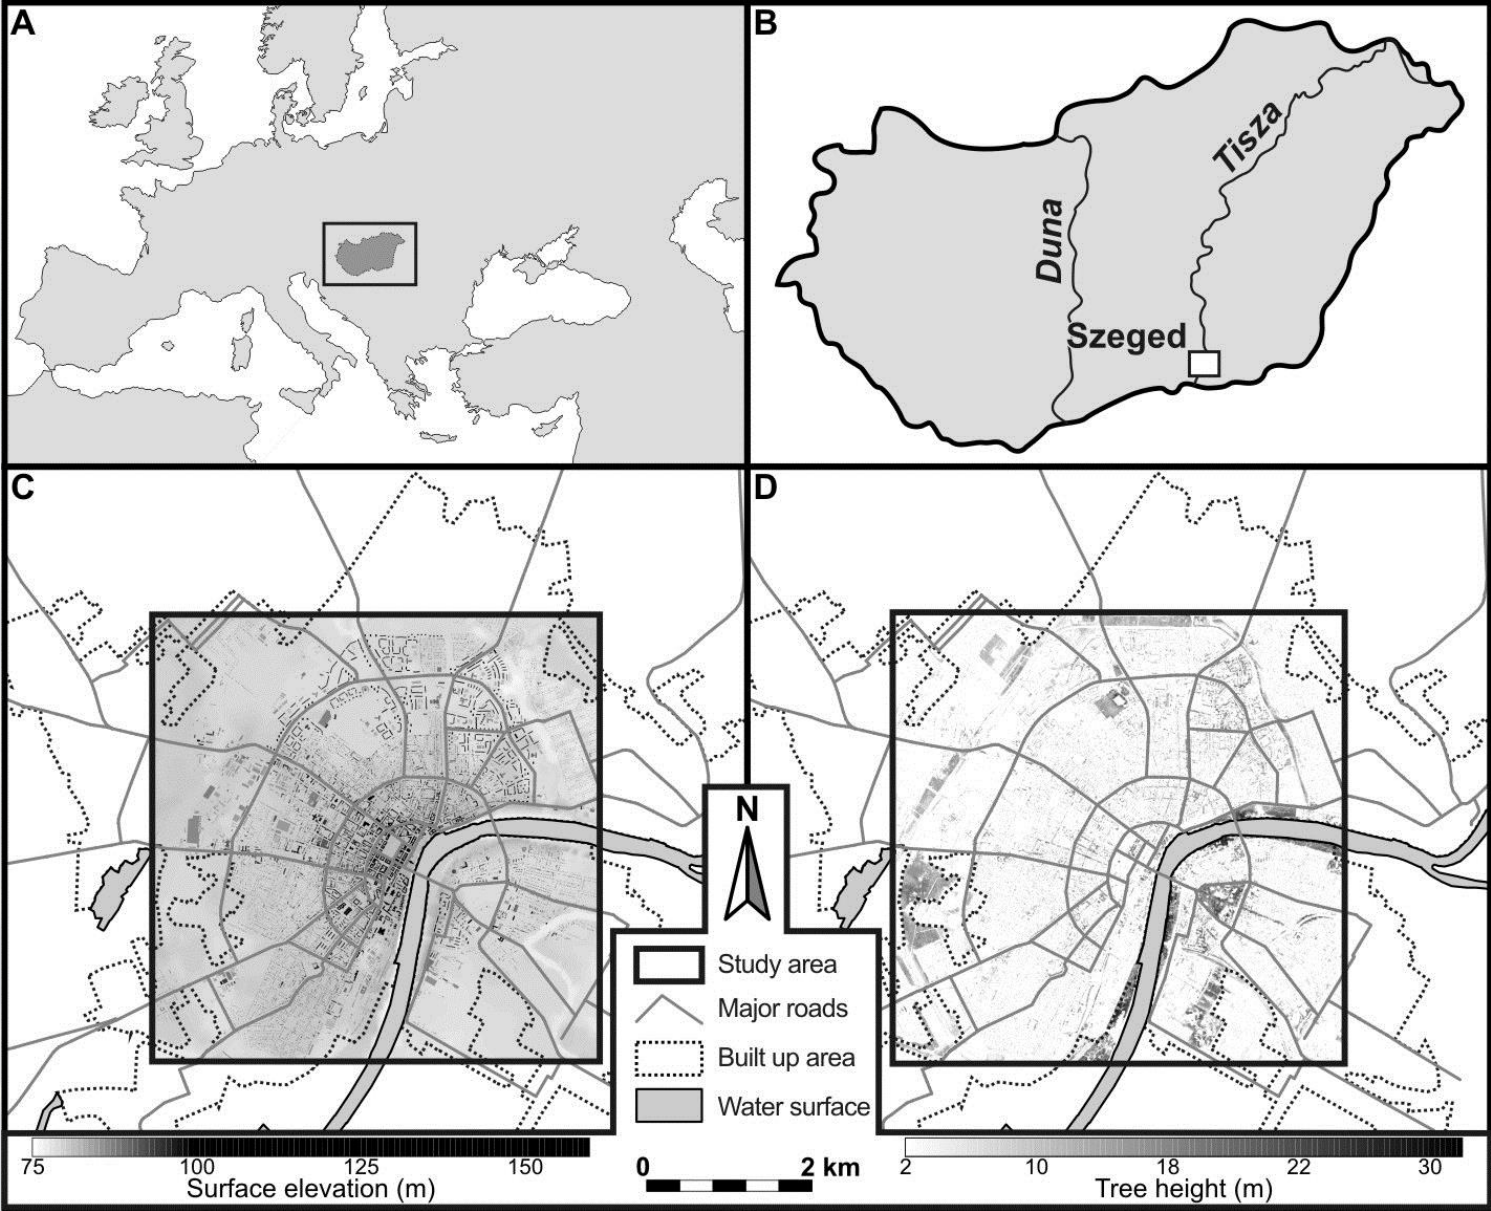 A
B
Tisza
Duna
Szeged
C
D
N
Study area
Major roads
Built up area
Water surface
75 100 125 150
Surface elevation (m)
0 2 km
2 10 18 22 30
Tree height (m)